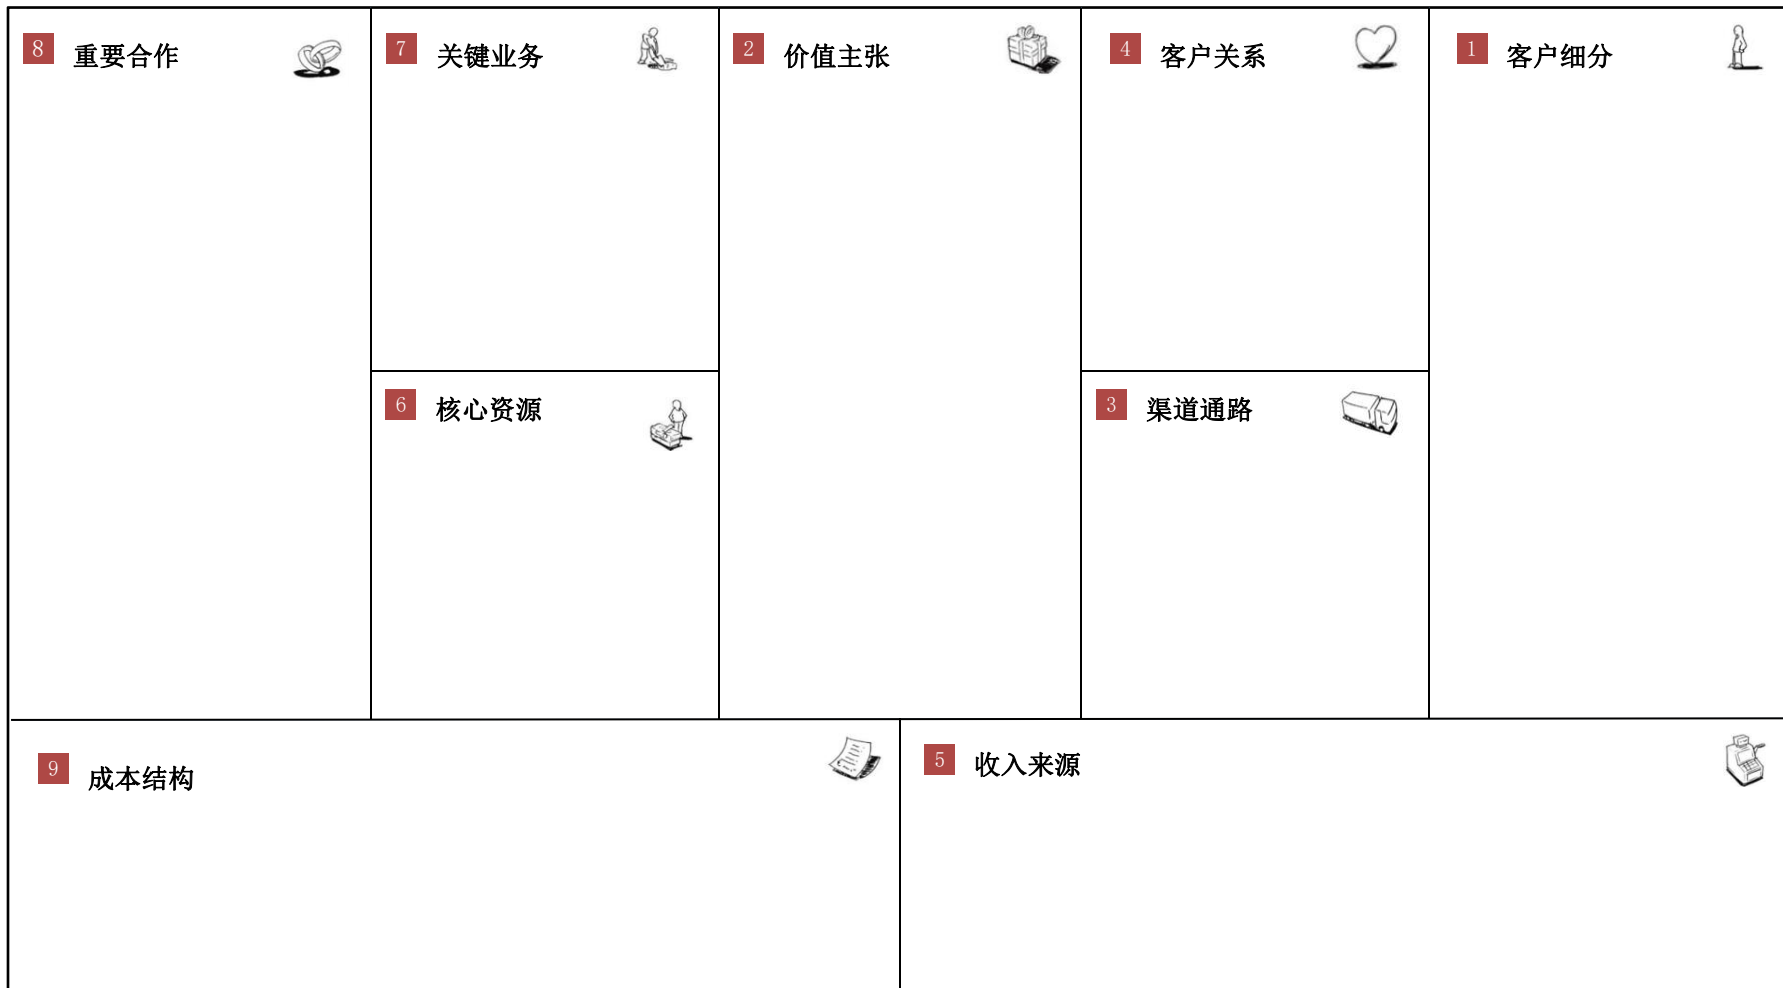 8 重要合作
7 关键业务
2 价值主张
4 客户关系
1 客户细分
6 核心资源
3 渠道通路
9 成本结构
5 收入来源